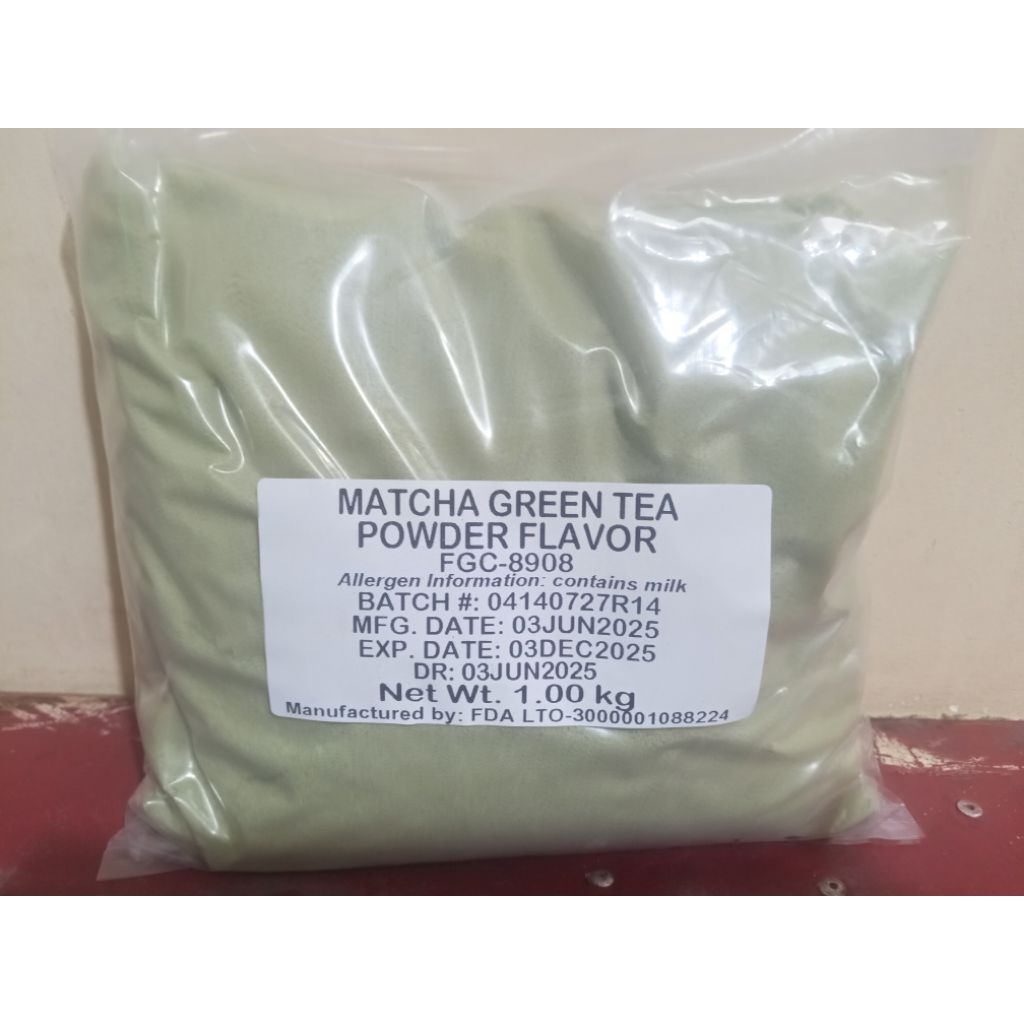 MATCHA GREEN TEA
POWDER FLAVOR
FGC-8908
Allergen Information: contains milk
BATCH #: 04140727R14
MFG. DATE: 03JUN2025
EXP. DATE: 03DEC2025
DR: 03JUN2025
Net Wt. 1.00 kg
Manufactured by: FDA LTO-3000001088224